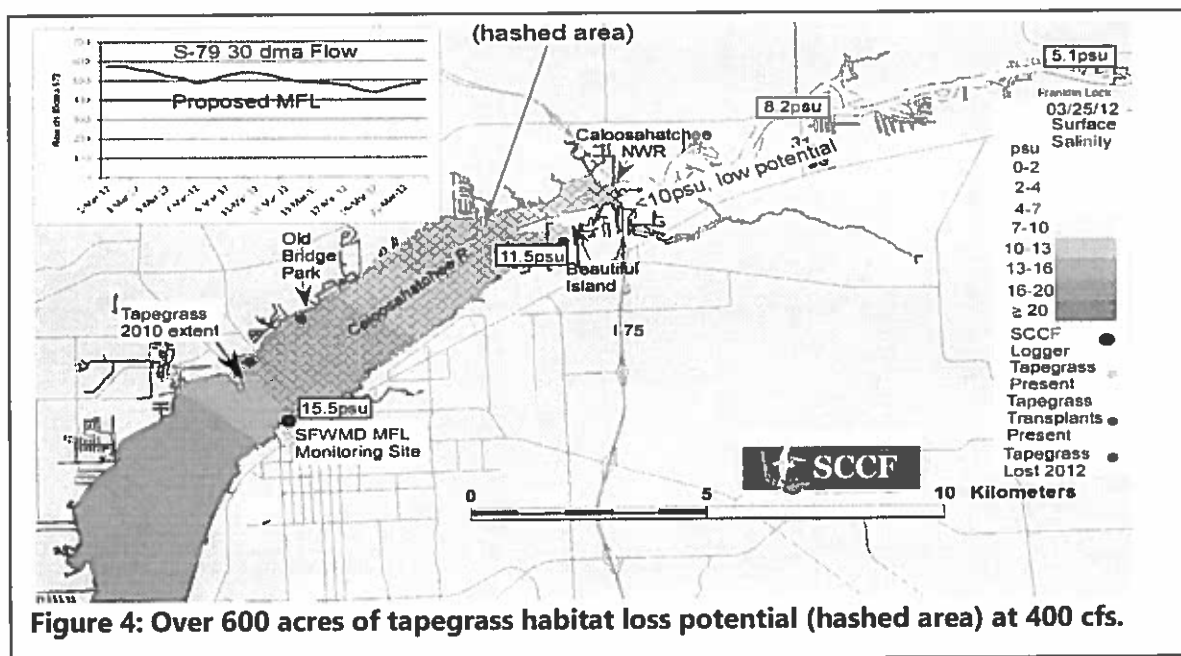 (hashed area)
S-79 30 dma Flow
Proposed MFL
5.1psu
Franklin Lock
03/25/12
Surface
Salinity
8.2psu
Caloosahatchee
NWR
<10psu, low potential
psu
0-2
2-4
4-7
7-10
10-13
13-16
16-20
≥ 20
SCCF
Logger
Tapegrass
Present
Tapegrass
Transplants
Present
Tapegrass
Lost 2012
11.5psu
Beautiful
Island
Old
Bridge
Park
Caloosahatchee R
Tapegrass
2010 extent
I-75
15.5psu
SFWMD MFL
Monitoring Site
SCCF
0 5 10 Kilometers
Figure 4: Over 600 acres of tapegrass habitat loss potential (hashed area) at 400 cfs.